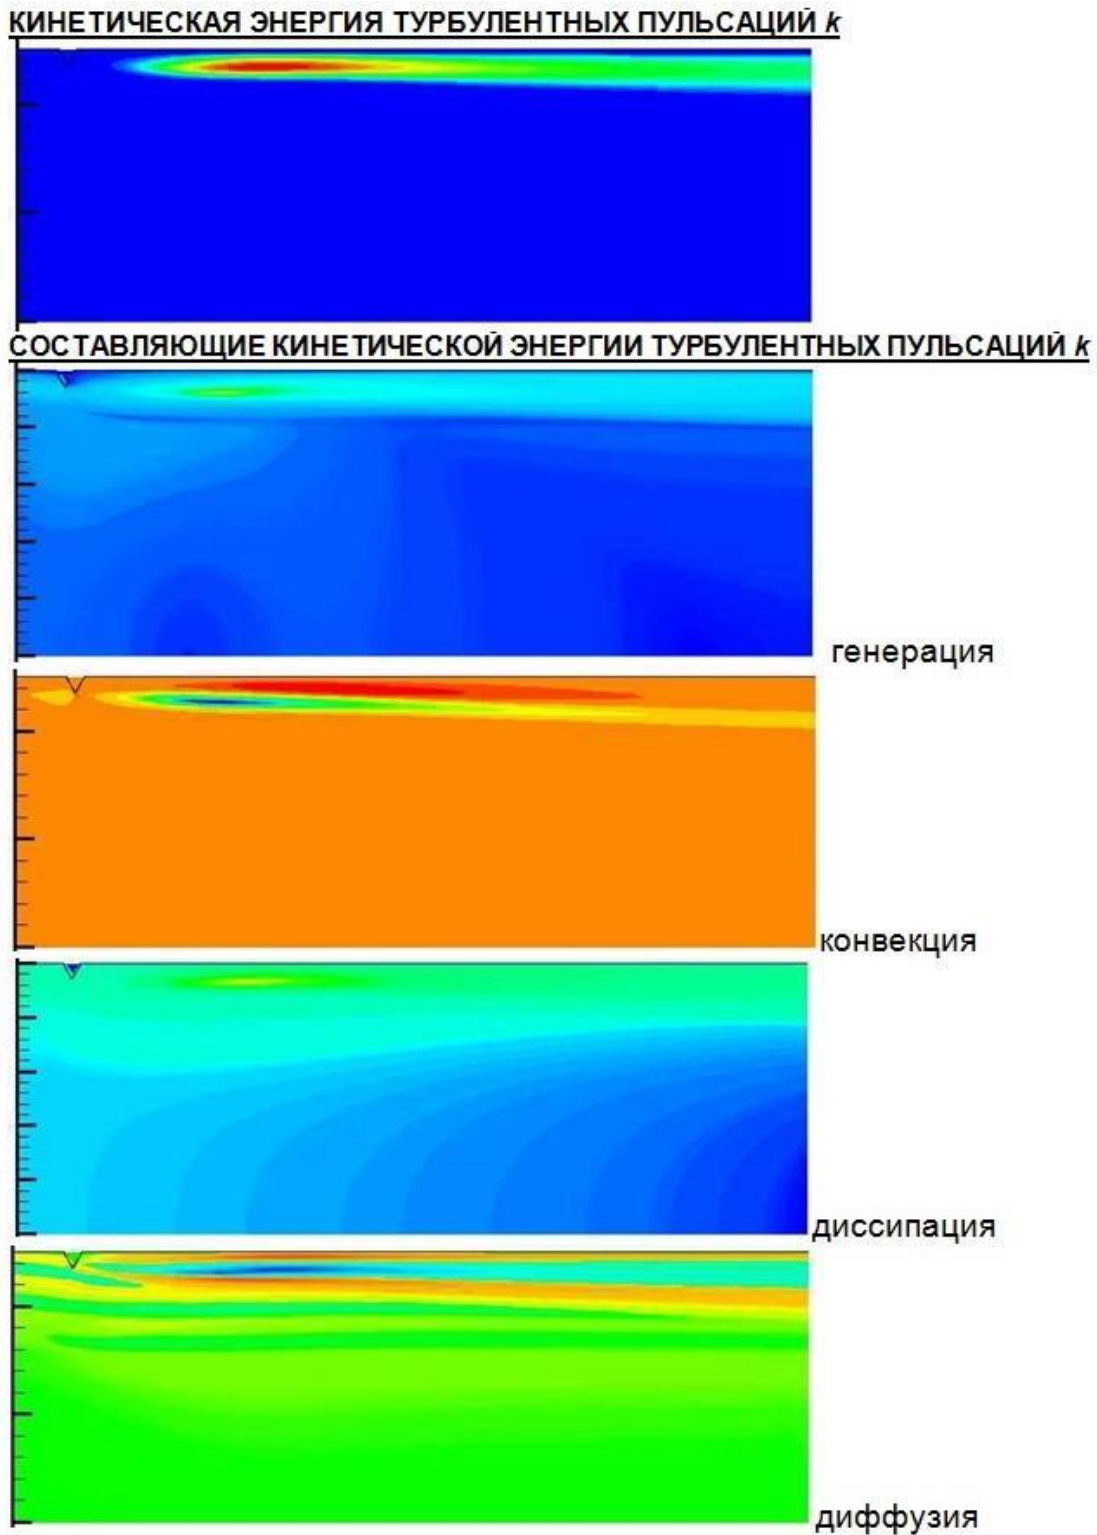 КИНЕТИЧЕСКАЯ ЭНЕРГИЯ ТУРБУЛЕНТНЫХ ПУЛЬСАЦИЙ k
СОСТАВЛЯЮЩИЕ КИНЕТИЧЕСКОЙ ЭНЕРГИИ ТУРБУЛЕНТНЫХ ПУЛЬСАЦИЙ k
генерация
конвекция
диссипация
диффузия